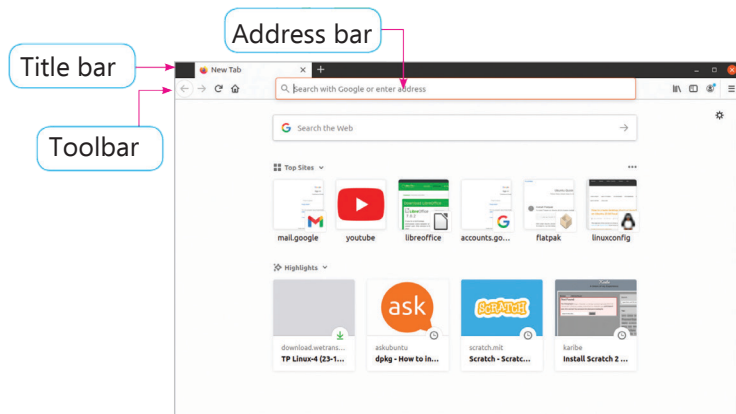 Address bar
Title bar
New Tab
Search with Google or enter address
Toolbar
Search the Web
Top Sites
mail.google
youtube
libreoffice
accounts.go...
flatpak
linuxconfig
Highlights
ask
SCRATCH
download.wetrans...
TP Linux-4 (23-1...
askubuntu
dpkg - How to in...
scratch.mit
Scratch - Scratc...
karibe
Install Scratch 2 ...